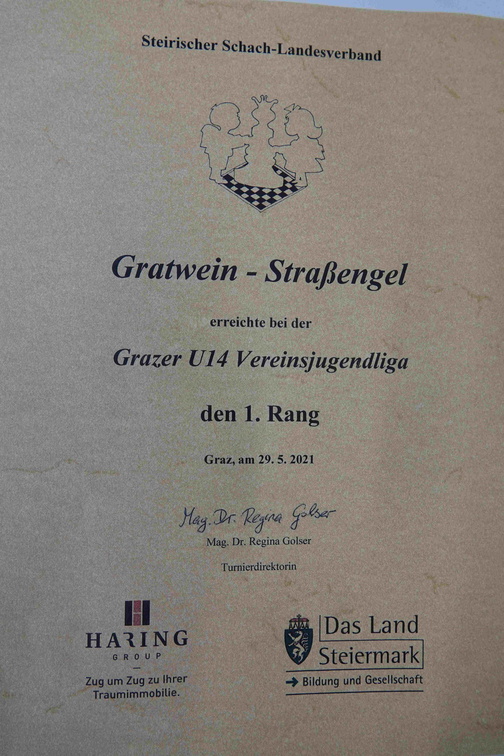 Steirischer Schach-Landesverband
Gratwein - Straßengel
erreichte bei der
Grazer U14 Vereinsjugendliga
den 1. Rang
Graz, am 29. 5. 2021
Mag. Dr. Regina Golser
Mag. Dr. Regina Golser
Turnierdirektorin
HARING
GROUP
Zug um Zug zu Ihrer
Traumimmobilie.
Das Land
Steiermark
→ Bildung und Gesellschaft